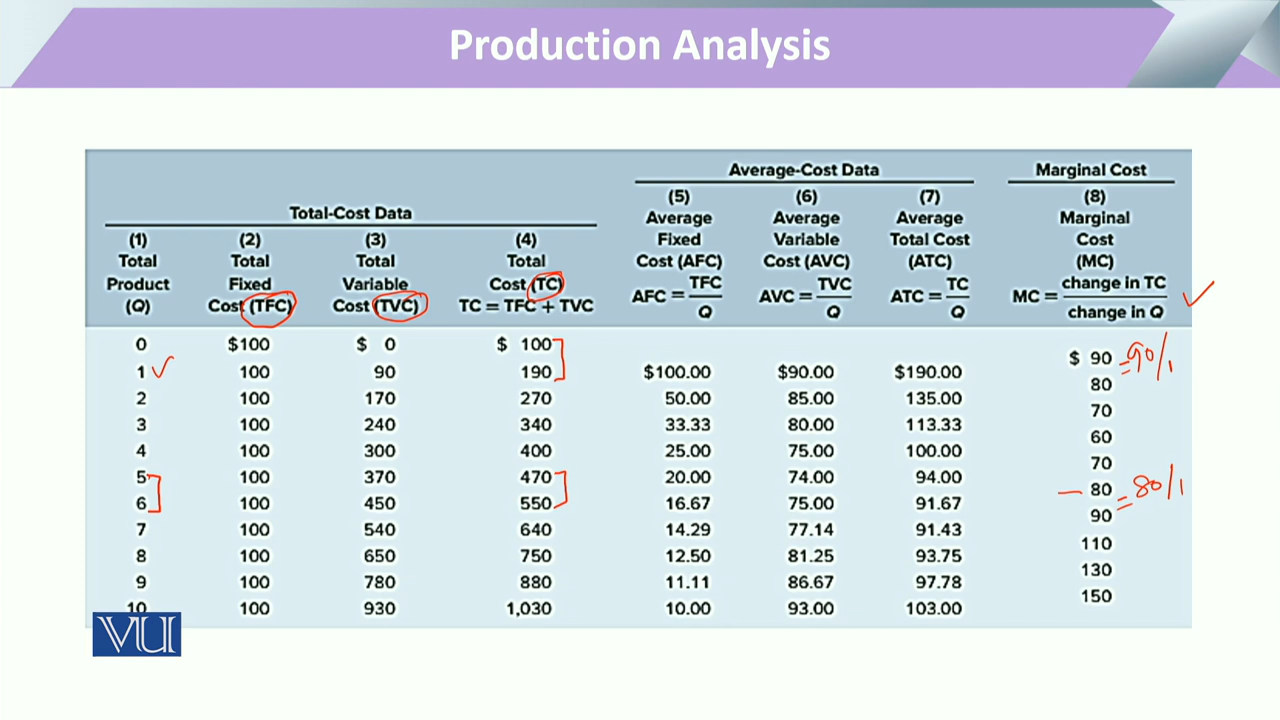 Production Analysis
Average-Cost Data Marginal Cost
Total-Cost Data
(1) (2) (3) (4) (5) (6) (7) (8)
Total Total Total Total Average Average Average Marginal
Product Fixed Variable Cost (TC) Fixed Variable Total Cost Cost
(Q) Cost (TFC) Cost (TVC) TC = TFC + TVC Cost (AFC) Cost (AVC) (ATC) (MC)
AFC = TFC / Q AVC = TVC / Q ATC = TC / Q MC = change in TC / change in Q
0 $100 $ 0 $ 100
$ 90 = 90/1
1 100 90 190 $100.00 $90.00 $190.00
80
2 100 170 270 50.00 85.00 135.00
70
3 100 240 340 33.33 80.00 113.33
60
4 100 300 400 25.00 75.00 100.00
70
5 100 370 470 20.00 74.00 94.00
80 = 80/1
6 100 450 550 16.67 75.00 91.67
90
7 100 540 640 14.29 77.14 91.43
110
8 100 650 750 12.50 81.25 93.75
130
9 100 780 880 11.11 86.67 97.78
150
10 100 930 1,030 10.00 93.00 103.00
VU